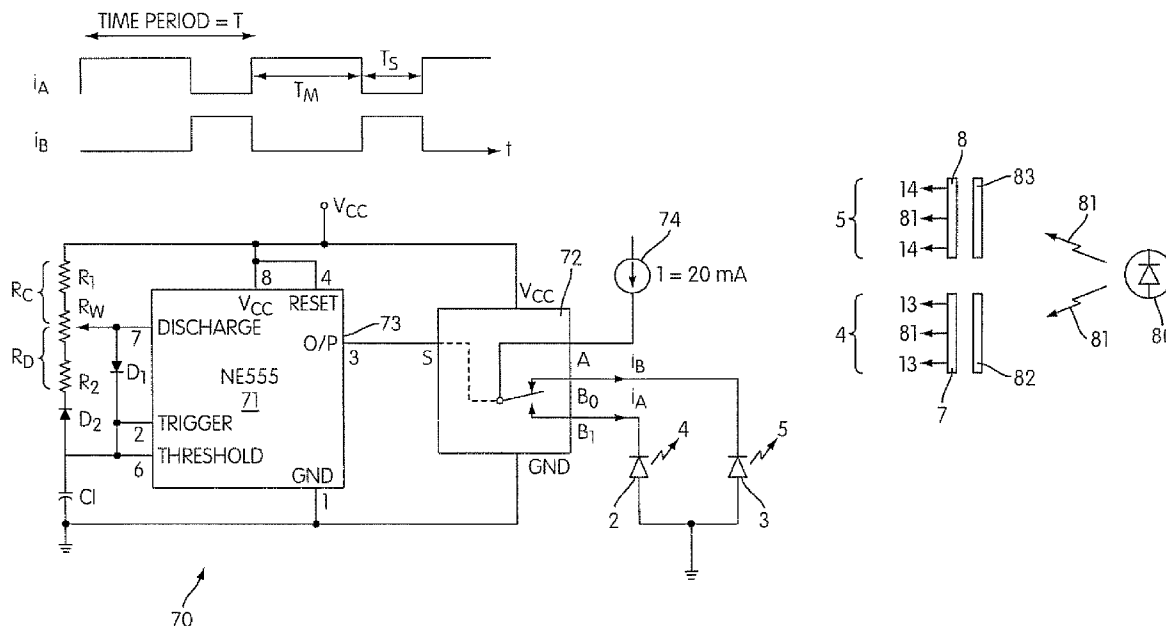 TIME PERIOD = T
iA
TM
TS
iB
t
VCC
R1
RC
RW
RD
R2
D2
D1
C1
8
4
VCC
RESET
7
DISCHARGE
O/P
73
3
NE555
71
2
TRIGGER
6
THRESHOLD
GND
1
70
72
VCC
S
A
B0
B1
GND
74
1 = 20 mA
iB
iA
4
5
2
3
8
83
5
14
81
14
81
4
13
81
13
81
7
82